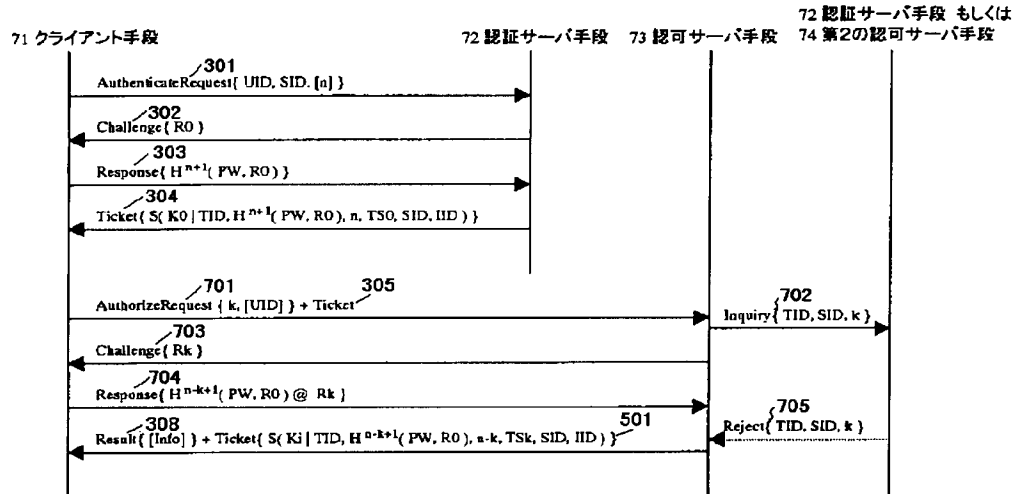 72 認証サーバ手段 もしくは
71 クライアント手段 72 認証サーバ手段 73 認可サーバ手段 74 第2の認可サーバ手段
301
AuthenticateRequest{ UID, SID. [n] }
302
Challenge{ R0 }
303
Response{ H^{n+1}( PW, R0 ) }
304
Ticket{ S( K0 | TID, H^{n+1}( PW, R0 ), n, TS0, SID, IID ) }
701 305
AuthorizeRequest { k, [UID] } + Ticket
702
Inquiry{ TID, SID, k }
703
Challenge{ Rk }
704
Response{ H^{n-k+1}( PW, R0 ) @ Rk }
705
Reject{ TID, SID, k }
308 501
Result{ [Info] } + Ticket{ S( Ki | TID, H^{n-k+1}( PW, R0 ), n-k, TSk, SID, IID ) }